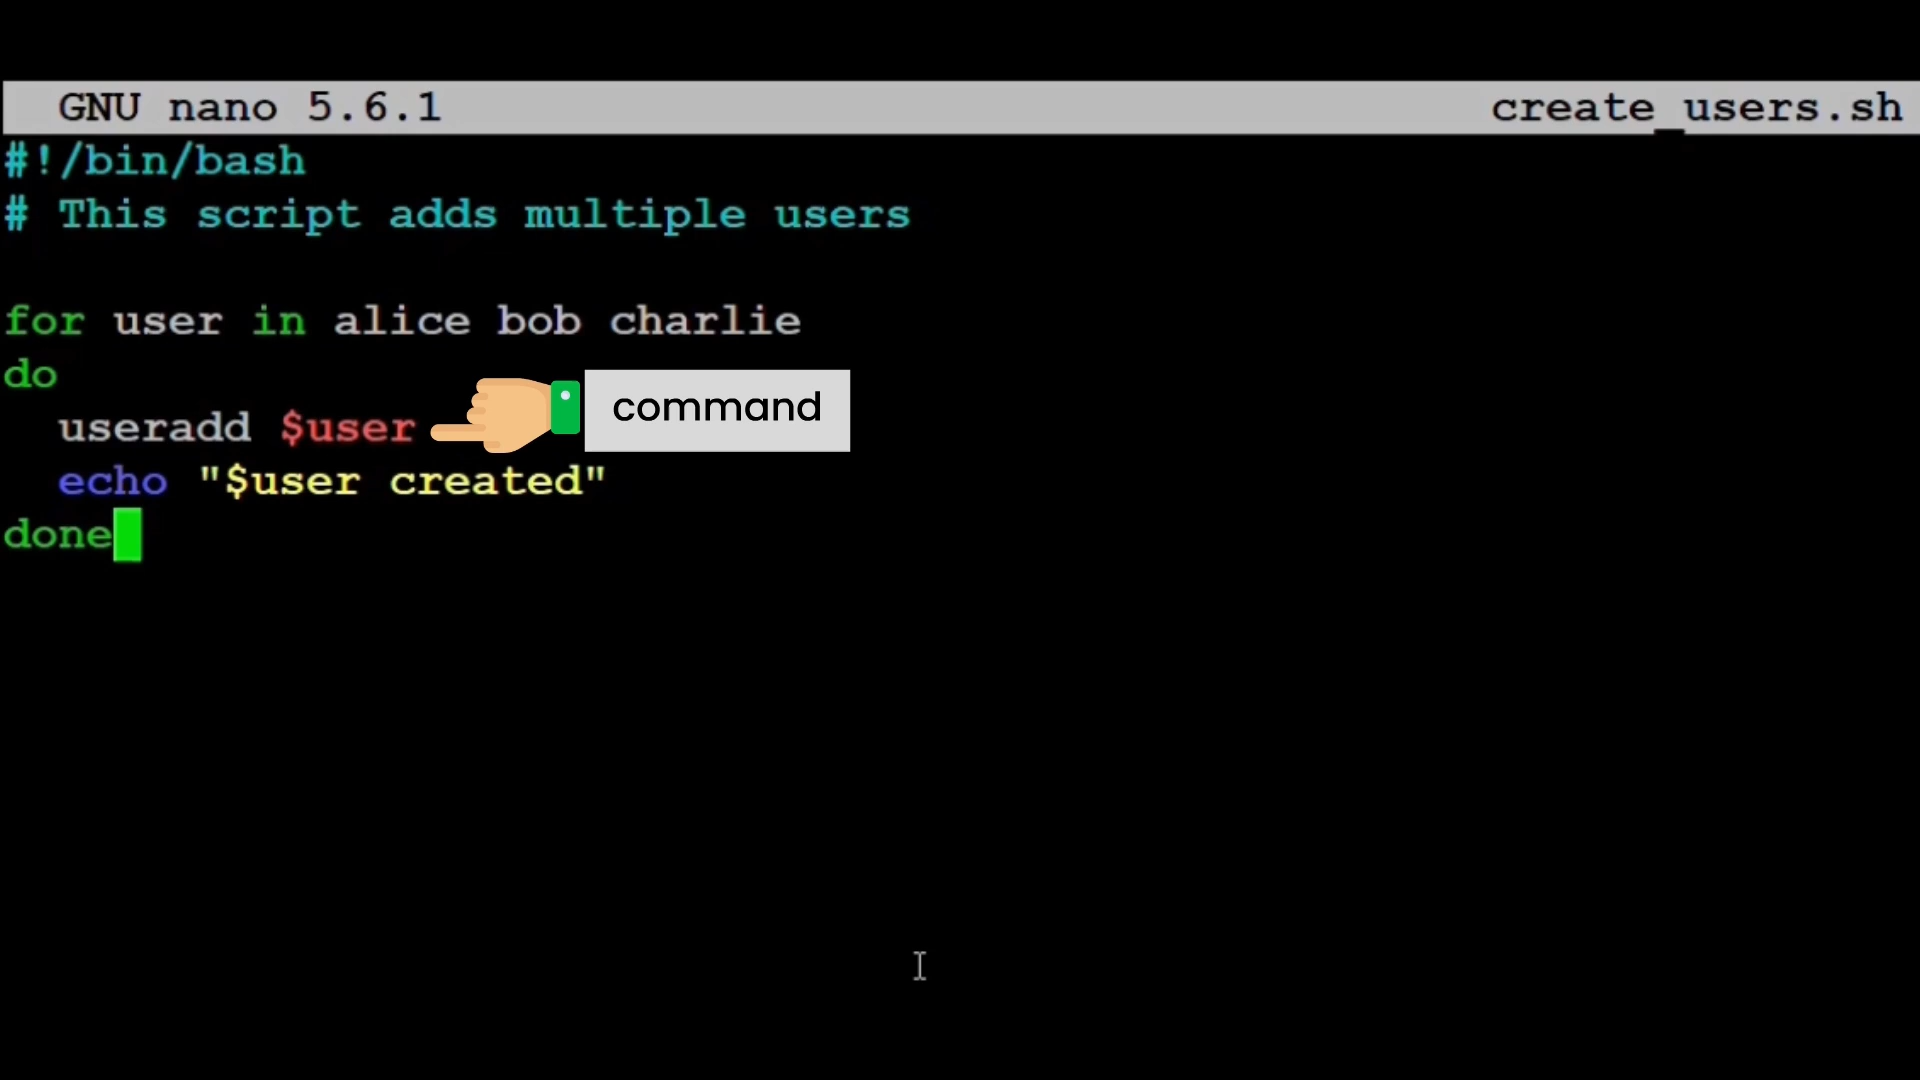 GNU nano 5.6.1 create_users.sh
#!/bin/bash
# This script adds multiple users
for user in alice bob charlie
do
useradd $user command
echo "$user created"
done